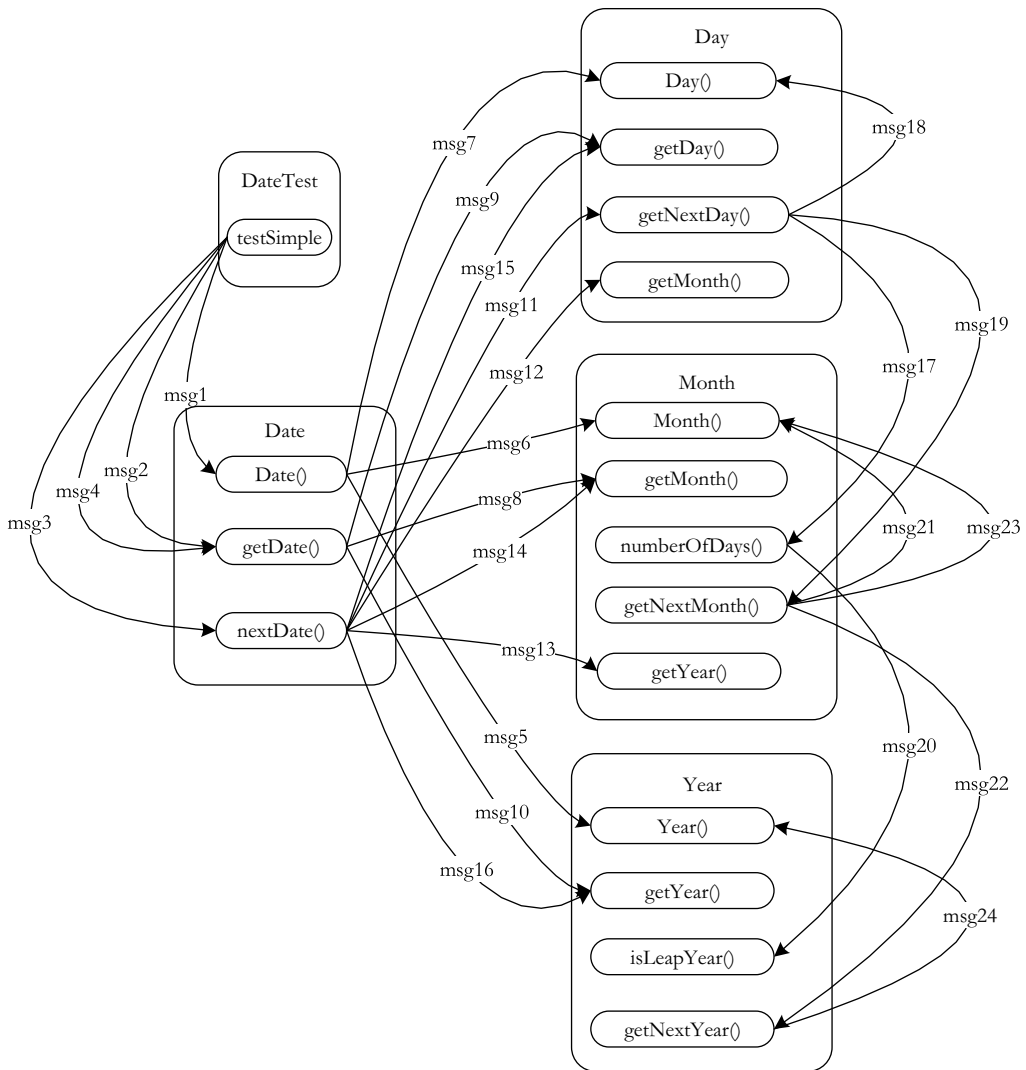 Day
Day()
getDay()
getNextDay()
getMonth()
DateTest
testSimple
Date
Date()
getDate()
nextDate()
Month
Month()
getMonth()
numberOfDays()
getNextMonth()
getYear()
Year
Year()
getYear()
isLeapYear()
getNextYear()
msg7
msg18
msg9
msg15
msg11
msg19
msg12
msg17
msg1
msg6
msg2
msg4
msg8
msg3
msg21
msg23
msg14
msg13
msg5
msg20
msg22
msg10
msg16
msg24